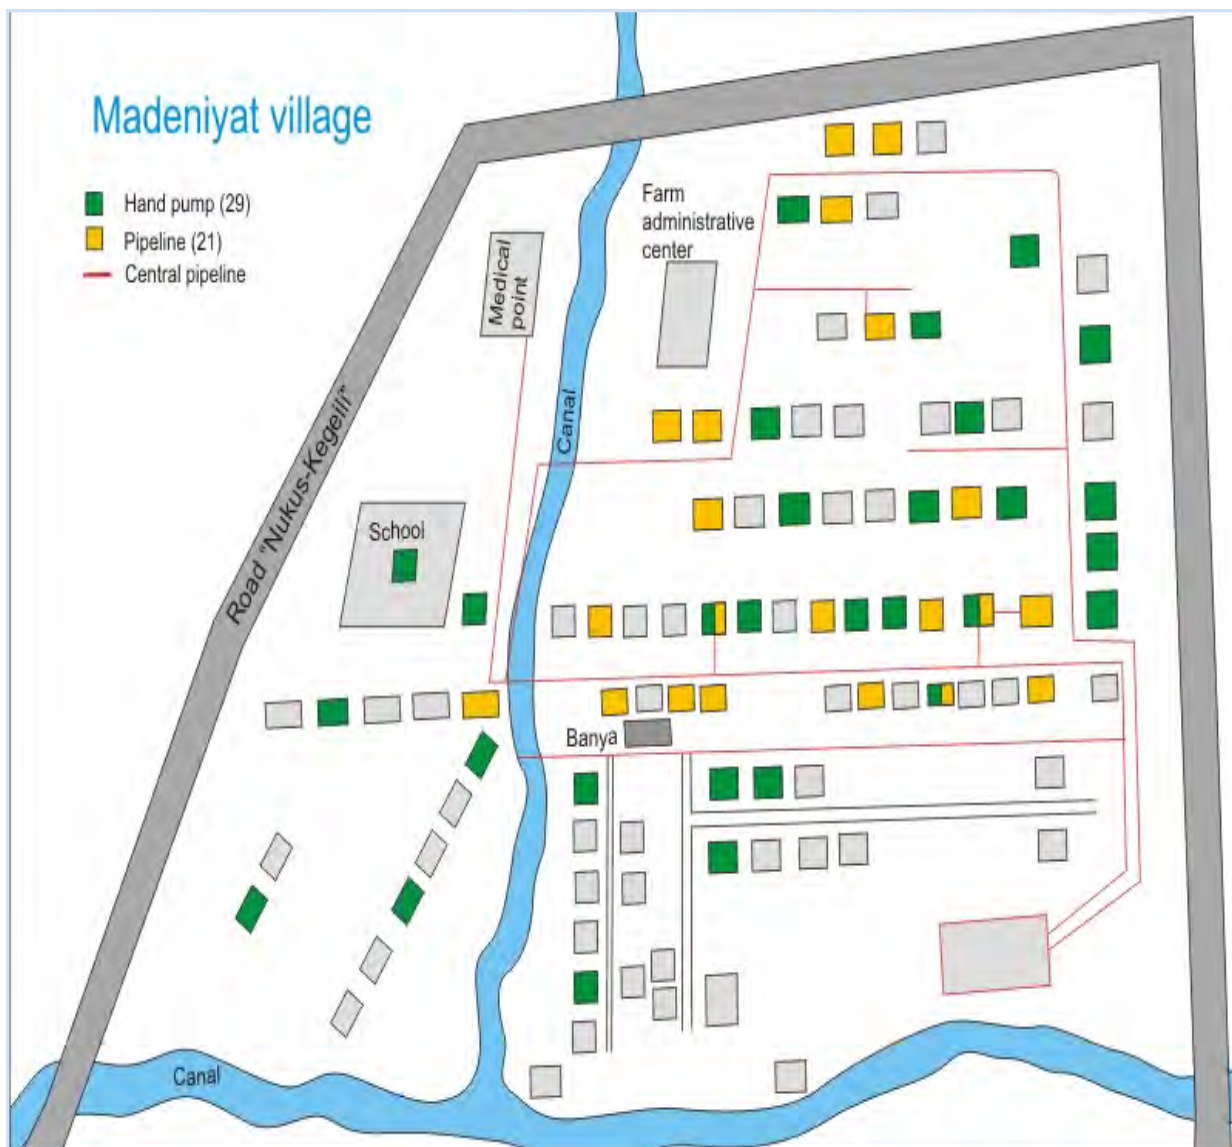 Madeniyat village
Hand pump (29)
Pipeline (21)
Central pipeline
Farm
administrative
center
Medical
point
Canal
Road "Nukus-Kegeili"
School
Banya
Canal